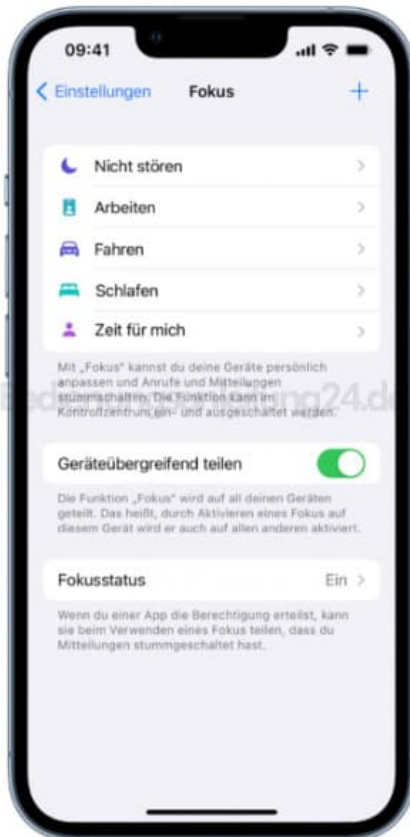 09:41
Einstellungen Fokus +
Nicht stören
Arbeiten
Fahren
Schlafen
Zeit für mich
Mit „Fokus“ kannst du deine Geräte persönlich
anpassen und Anrufe und Mitteilungen
stummschalten. Die Funktion kann im
Kontrollzentrum ein- und ausgeschaltet werden.
Geräteübergreifend teilen
Die Funktion „Fokus“ wird auf all deinen Geräten
geteilt. Das heißt, durch Aktivieren eines Fokus auf
diesem Gerät wird er auch auf allen anderen aktiviert.
Fokusstatus Ein
Wenn du einer App die Berechtigung erteilst, kann
sie beim Verwenden eines Fokus teilen, dass du
Mitteilungen stummgeschaltet hast.